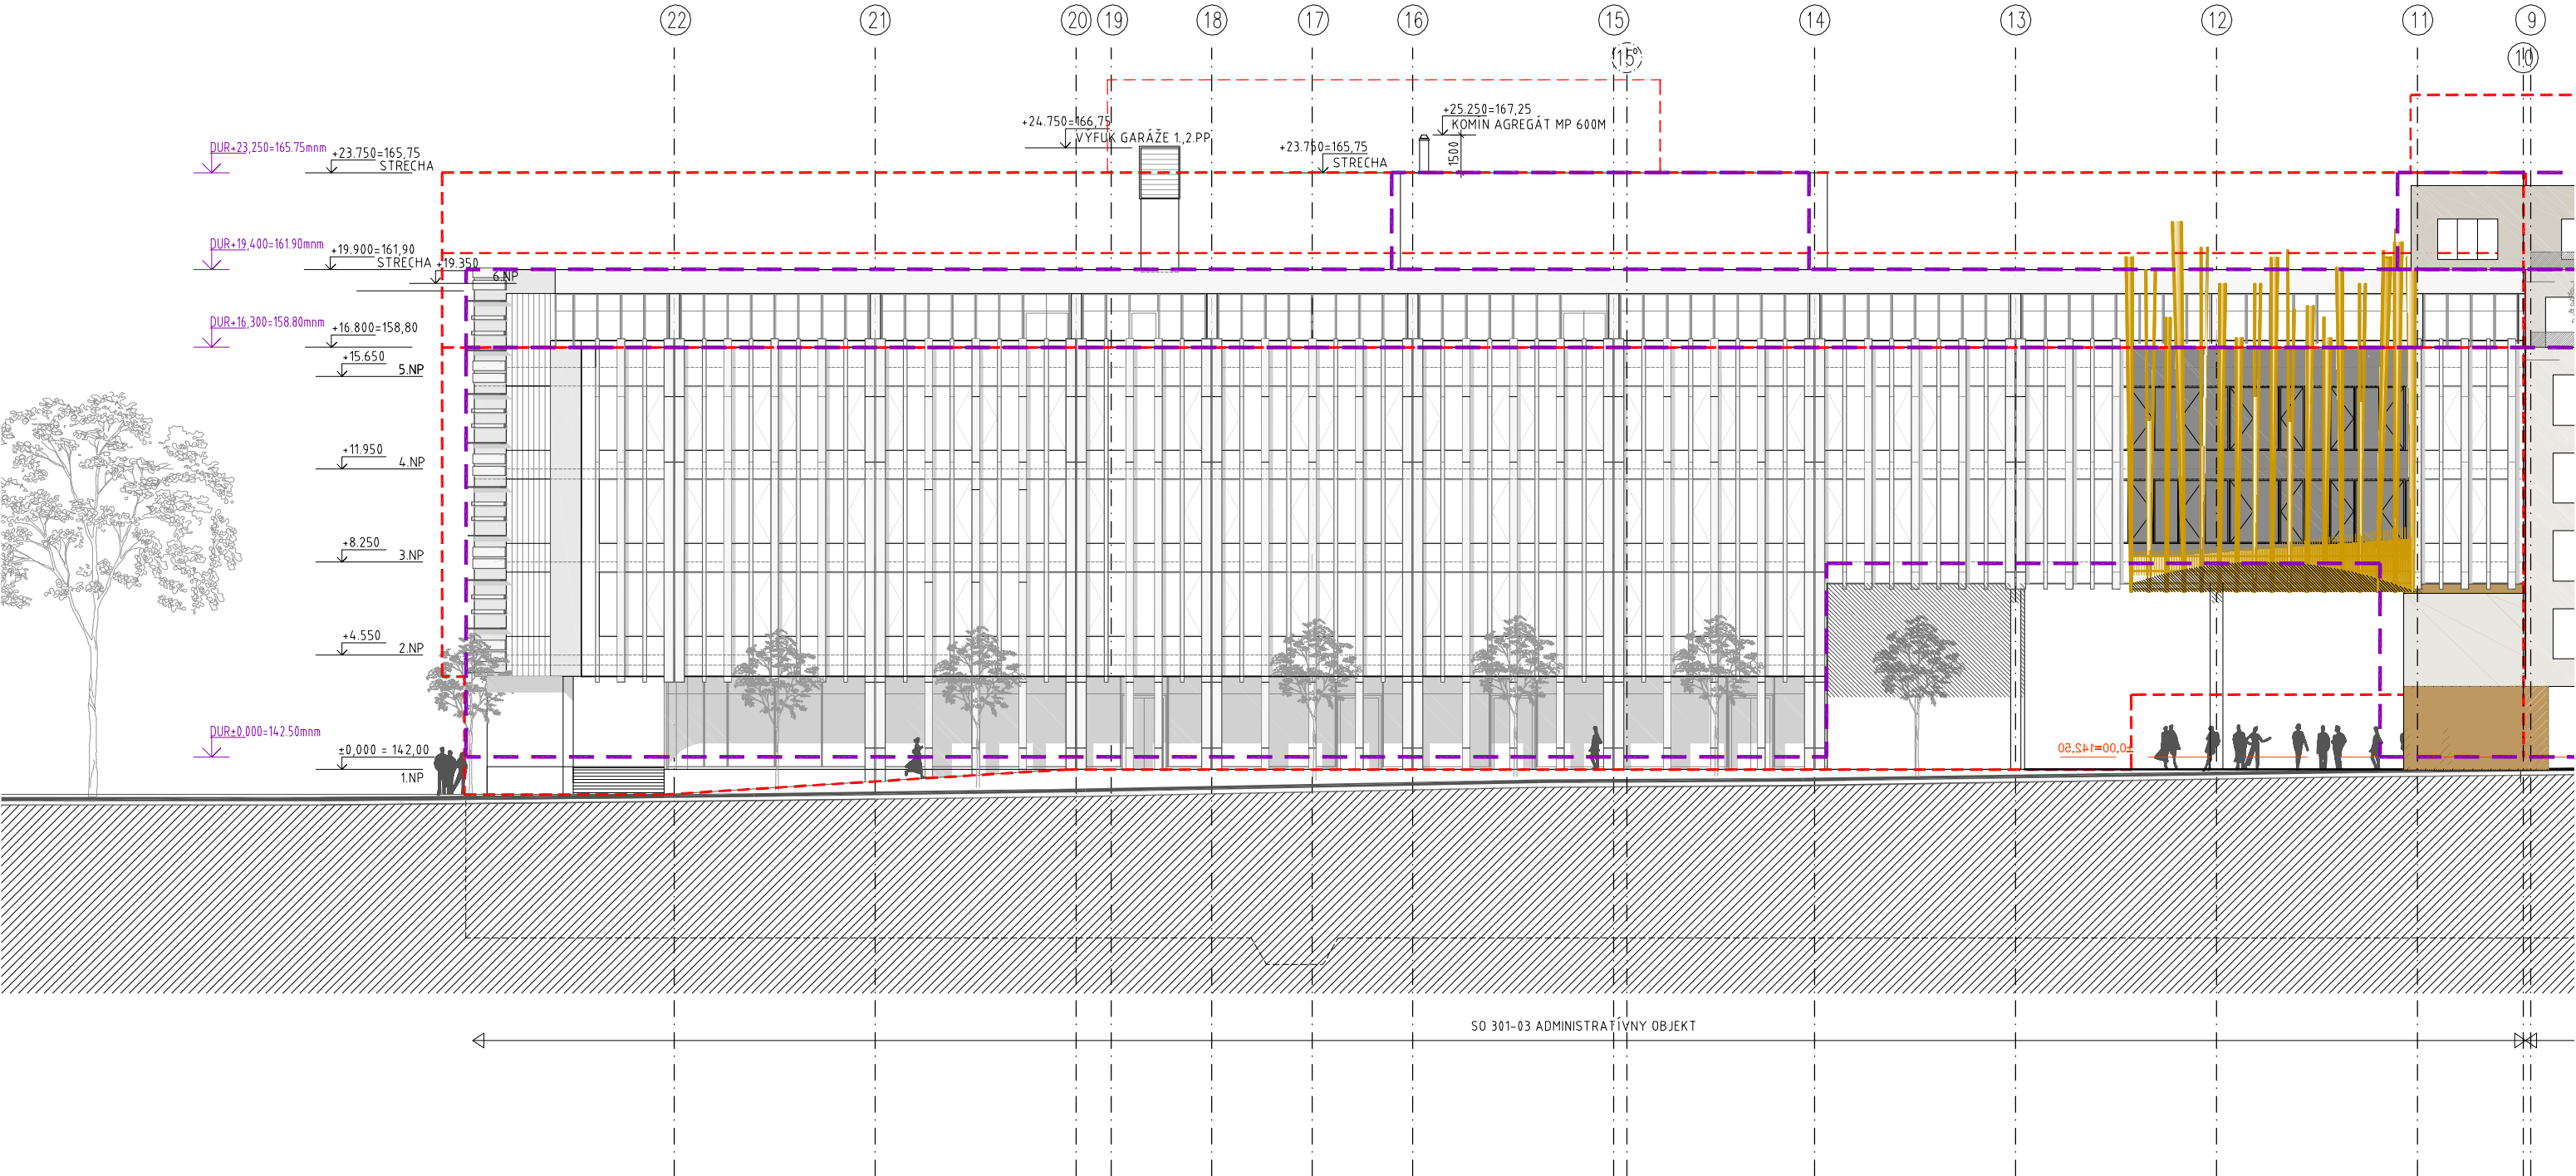 22
21
20
19
18
17
16
15
14
13
12
11
9
15°
10
+25.250=167,25
KOMÍN AGREGÁT MP 600M
+24.750=166,75
VÝFUK GARÁŽE 1.,2.PP
1500
DUR+23,250=165.75mnm
+23.750=165,75
STRECHA
+23.750=165,75
STRECHA
DUR+19,400=161.90mnm
+19.900=161,90
STRECHA
+19.350
6.NP
DUR+16,300=158.80mnm
+16.800=158,80
+15.650
5.NP
+11.950
4.NP
+8.250
3.NP
+4.550
2.NP
DUR±0,000=142.50mnm
±0,000 = 142,00
1.NP
±0,00=142,50
SO 301-03 ADMINISTRATÍVNY OBJEKT